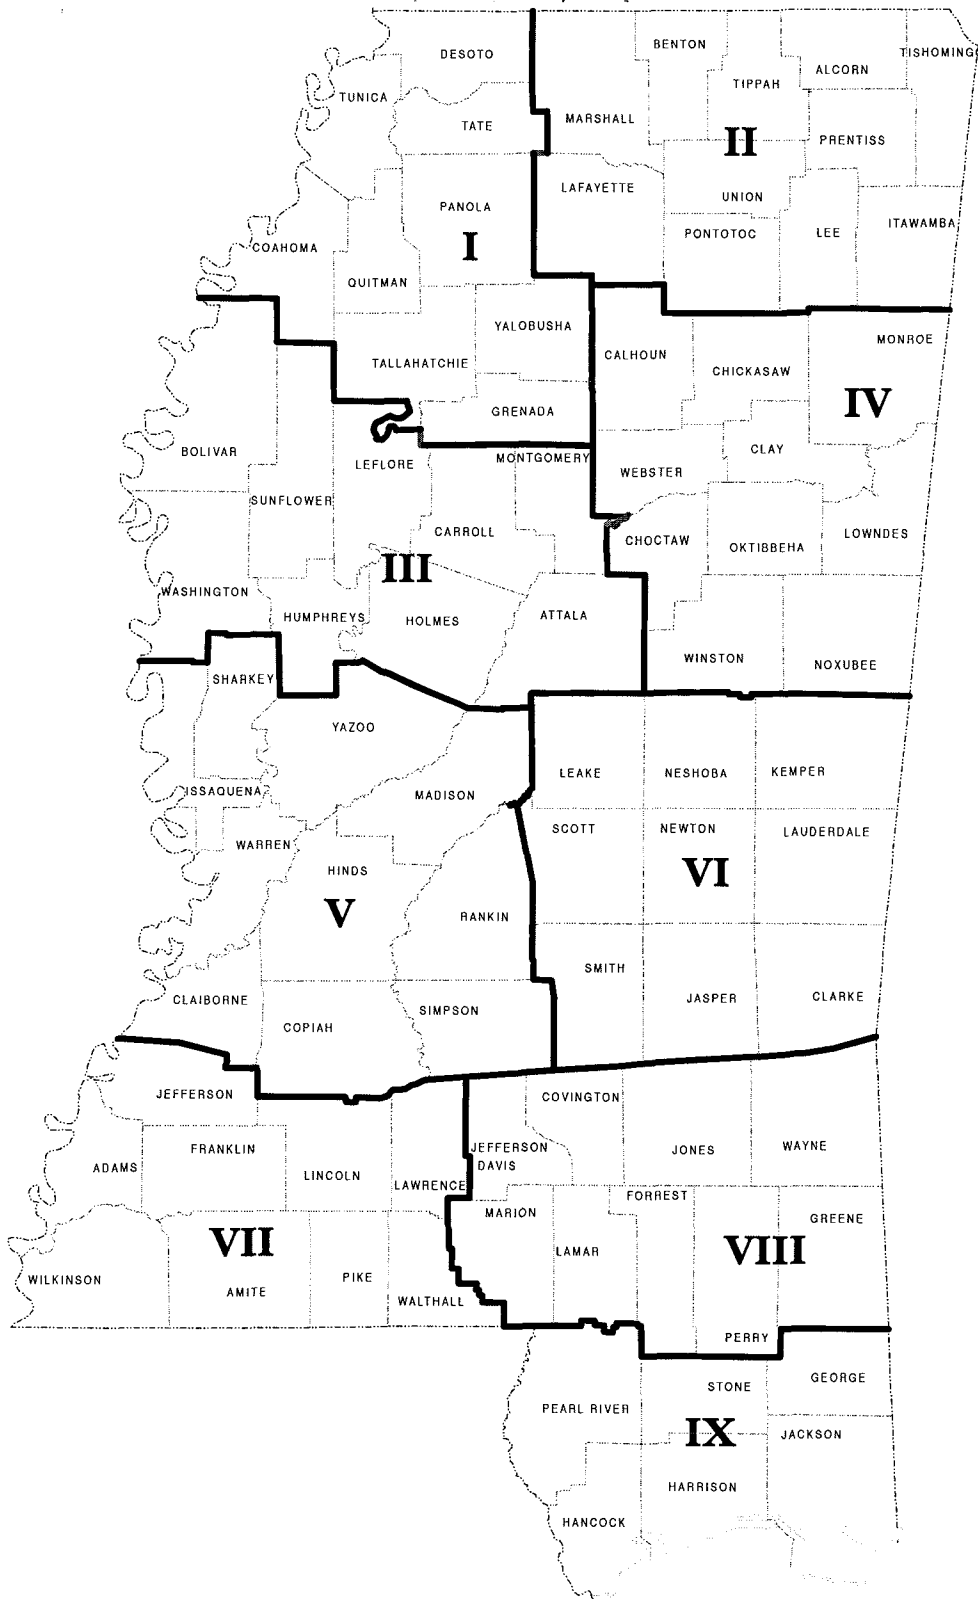 DESOTO
BENTON
TISHOMING
TUNICA
TIPPAH
ALCORN
TATE
MARSHALL
PRENTISS
II
LAFAYETTE
UNION
PANOLA
PONTOTOC
LEE
ITAWAMBA
COAHOMA
I
QUITMAN
YALOBUSHA
CALHOUN
MONROE
TALLAHATCHIE
CHICKASAW
IV
GRENADA
BOLIVAR
LEFLORE
MONTGOMERY
CLAY
WEBSTER
SUNFLOWER
CARROLL
CHOCTAW
OKTIBBEHA
LOWNDES
III
WASHINGTON
HUMPHREYS
HOLMES
ATTALA
WINSTON
NOXUBEE
SHARKEY
YAZOO
LEAKE
NESHOBA
KEMPER
ISSAQUENA
MADISON
SCOTT
NEWTON
LAUDERDALE
WARREN
HINDS
VI
V
RANKIN
SMITH
JASPER
CLARKE
CLAIBORNE
COPIAH
SIMPSON
JEFFERSON
COVINGTON
FRANKLIN
JEFFERSON
DAVIS
JONES
WAYNE
ADAMS
LINCOLN
LAWRENCE
MARION
FORREST
GREENE
VII
LAMAR
VIII
WILKINSON
AMITE
PIKE
WALTHALL
PERRY
STONE
GEORGE
PEARL RIVER
IX
JACKSON
HARRISON
HANCOCK